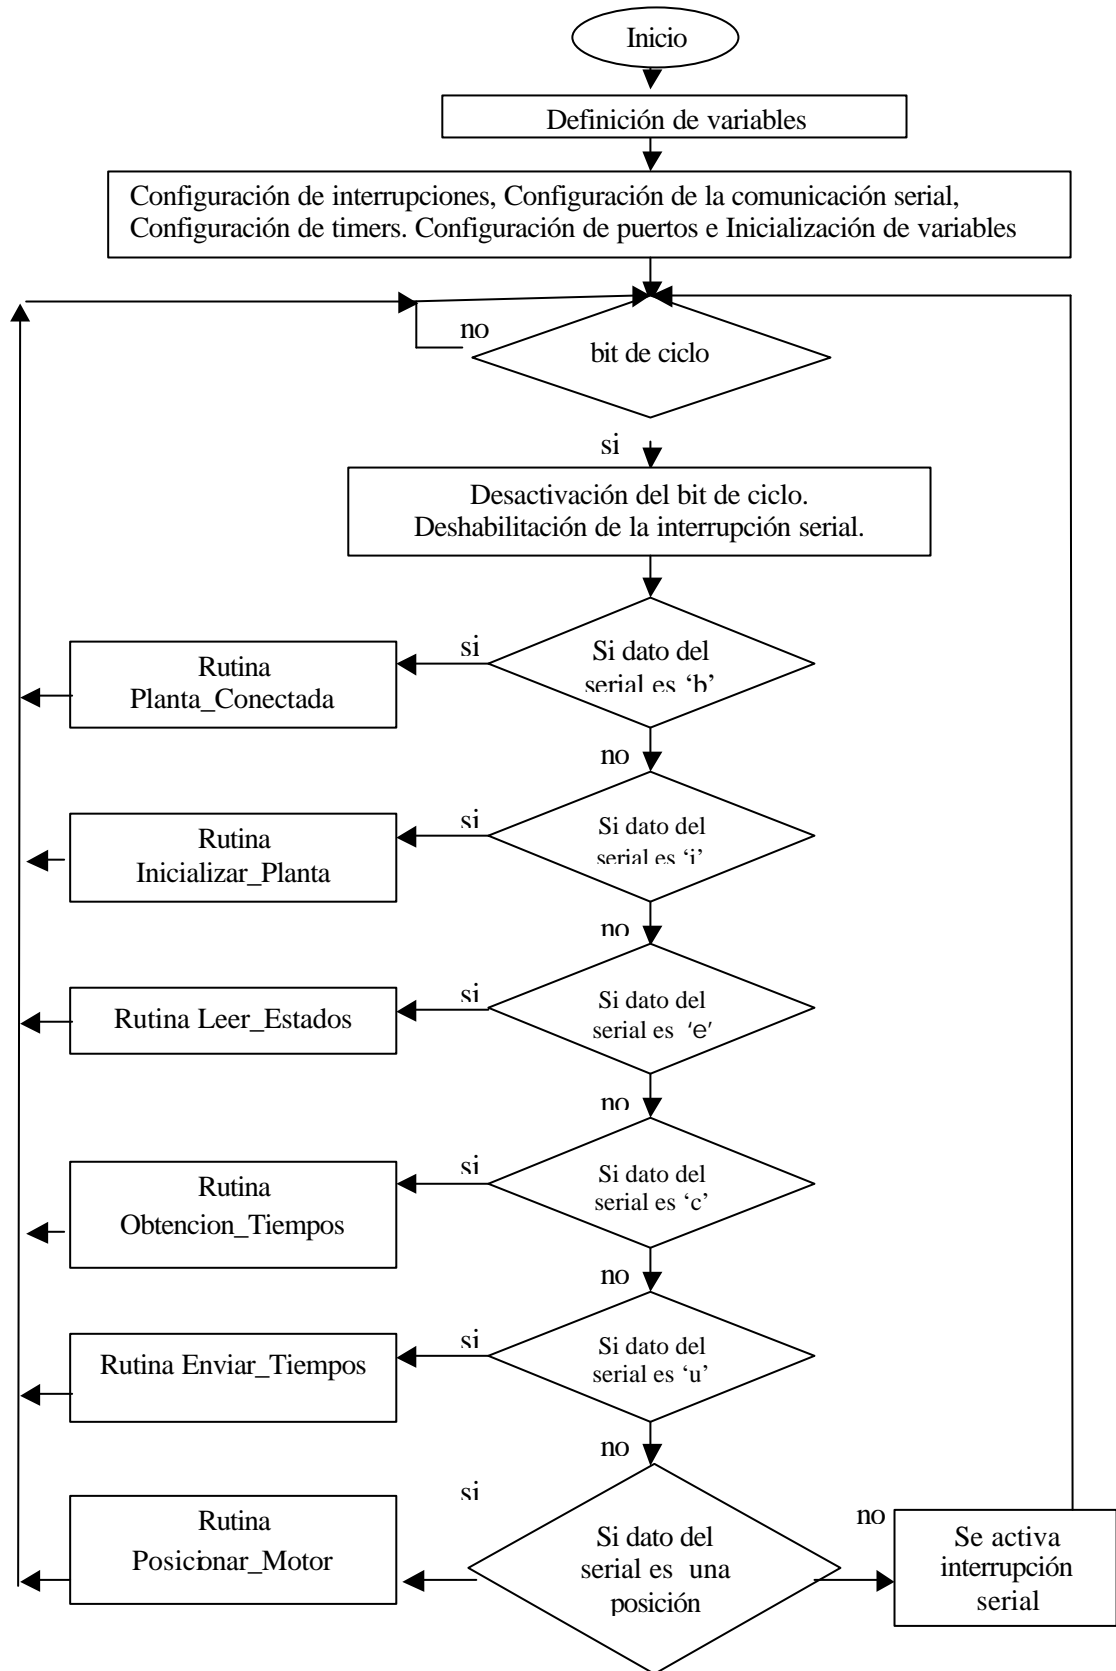 Inicio
Definición de variables
Configuración de interrupciones, Configuración de la comunicación serial,
Configuración de timers. Configuración de puertos e Inicialización de variables
no
bit de ciclo
si
Desactivación del bit de ciclo.
Deshabilitación de la interrupción serial.
si
Si dato del
serial es ‘b’
Rutina
Planta_Conectada
no
si
Si dato del
serial es ‘i’
Rutina
Inicializar_Planta
no
si
Si dato del
serial es ‘e’
Rutina Leer_Estados
no
si
Si dato del
serial es ‘c’
Rutina
Obtencion_Tiempos
no
si
Si dato del
serial es ‘u’
Rutina Enviar_Tiempos
no
si
Si dato del
serial es una
posición
Rutina
Posicionar_Motor
no
Se activa
interrupción
serial